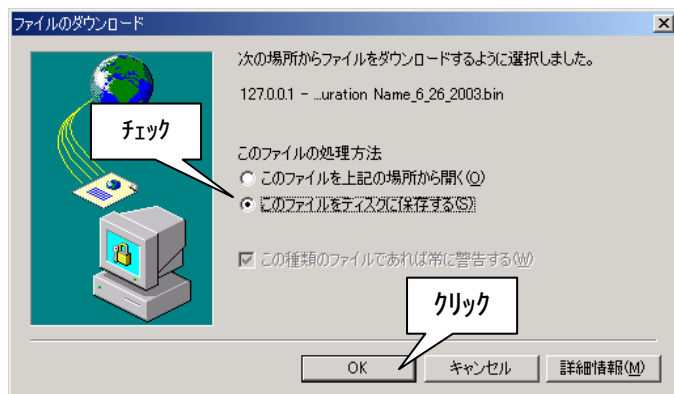 ファイルのダウンロード
次の場所からファイルをダウンロードするように選択しました。
127.0.0.1 - ...uration Name_6_26_2003.bin
チェック
このファイルの処理方法
このファイルを上記の場所から開く(O)
このファイルをディスクに保存する(S)
この種類のファイルであれば常に警告する(W)
クリック
OK
キャンセル
詳細情報(M)